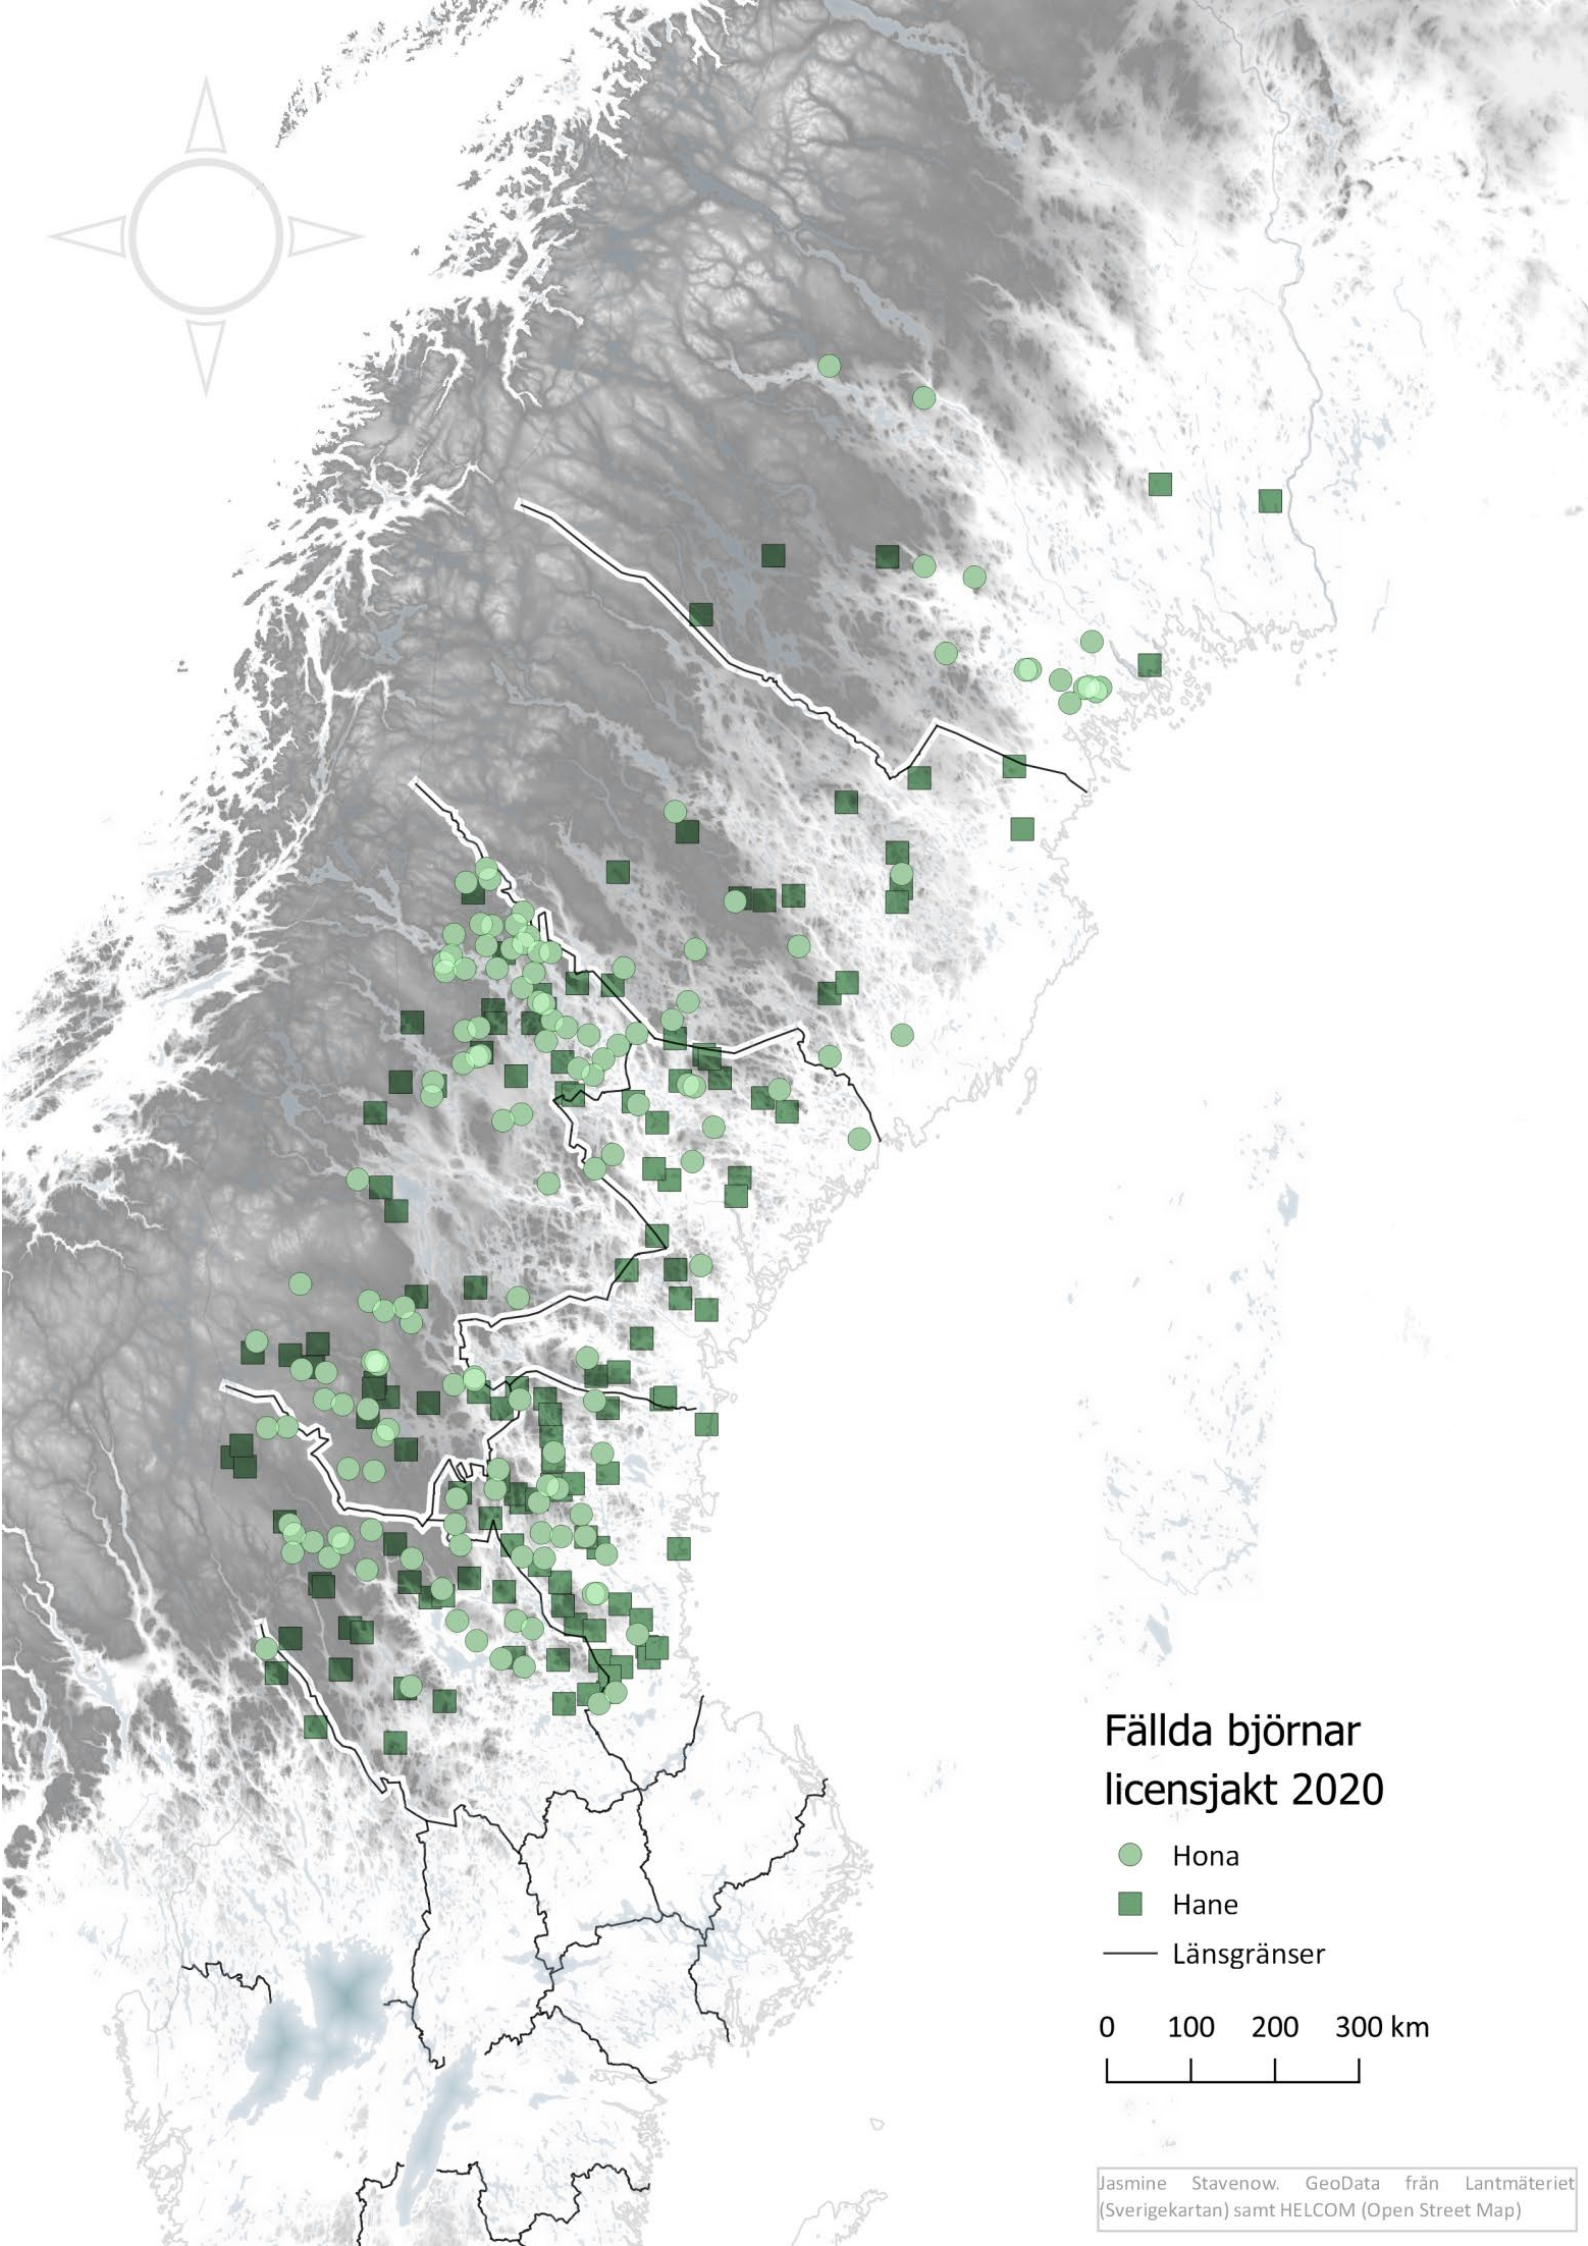 Fällda björnar
licensjakt 2020
Hona
Hane
Länsgränser
0 100 200 300 km
Jasmine Stavenow. GeoData från Lantmäteriet
(Sverigekartan) samt HELCOM (Open Street Map)